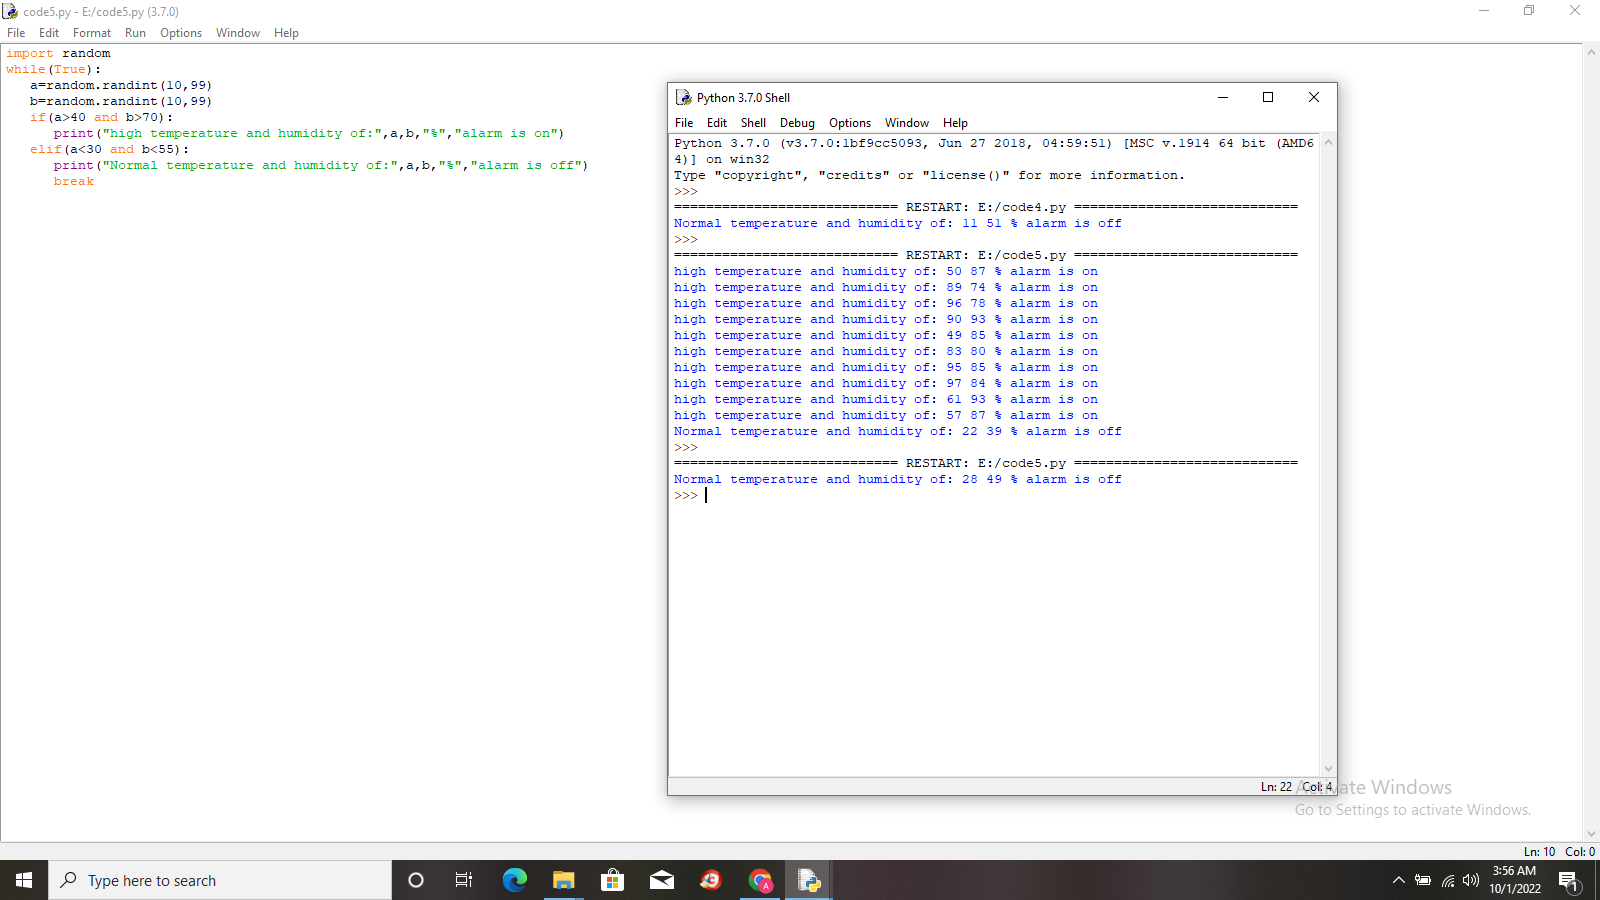 code5.py - E:/code5.py (3.7.0)
File Edit Format Run Options Window Help
import random
while(True):
   a=random.randint(10,99)
   b=random.randint(10,99)
   if(a>40 and b>70):
      print("high temperature and humidity of:",a,b,"%","alarm is on")
   elif(a<30 and b<55):
      print("Normal temperature and humidity of:",a,b,"%","alarm is off")
      break
Python 3.7.0 Shell
File Edit Shell Debug Options Window Help
Python 3.7.0 (v3.7.0:1bf9cc5093, Jun 27 2018, 04:59:51) [MSC v.1914 64 bit (AMD6
4)] on win32
Type "copyright", "credits" or "license()" for more information.
>>>
============================ RESTART: E:/code4.py ============================
Normal temperature and humidity of: 11 51 % alarm is off
>>>
============================ RESTART: E:/code5.py ============================
high temperature and humidity of: 50 87 % alarm is on
high temperature and humidity of: 89 74 % alarm is on
high temperature and humidity of: 96 78 % alarm is on
high temperature and humidity of: 90 93 % alarm is on
high temperature and humidity of: 49 85 % alarm is on
high temperature and humidity of: 83 80 % alarm is on
high temperature and humidity of: 95 85 % alarm is on
high temperature and humidity of: 97 84 % alarm is on
high temperature and humidity of: 61 93 % alarm is on
high temperature and humidity of: 57 87 % alarm is on
Normal temperature and humidity of: 22 39 % alarm is off
>>>
============================ RESTART: E:/code5.py ============================
Normal temperature and humidity of: 28 49 % alarm is off
>>>
Ln: 22 Col: 4
Activate Windows
Go to Settings to activate Windows.
Ln: 10 Col: 0
Type here to search
A
3:56 AM
10/1/2022
1